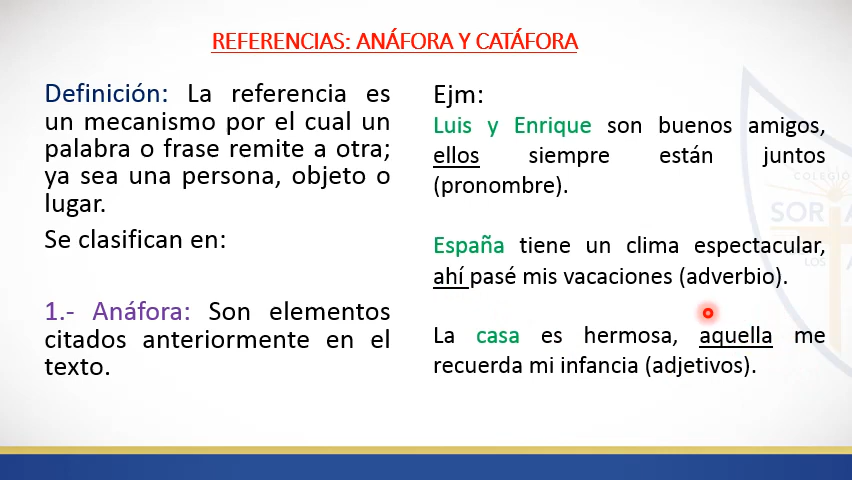 REFERENCIAS: ANÁFORA Y CATÁFORA
Definición: La referencia es
un mecanismo por el cual un
palabra o frase remite a otra;
ya sea una persona, objeto o
lugar.
Se clasifican en:
1.- Anáfora: Son elementos
citados anteriormente en el
texto.
Ejm:
Luis y Enrique son buenos amigos,
ellos siempre están juntos
(pronombre).
España tiene un clima espectacular,
ahí pasé mis vacaciones (adverbio).
La casa es hermosa, aquella me
recuerda mi infancia (adjetivos).
COLEGIO
LOS